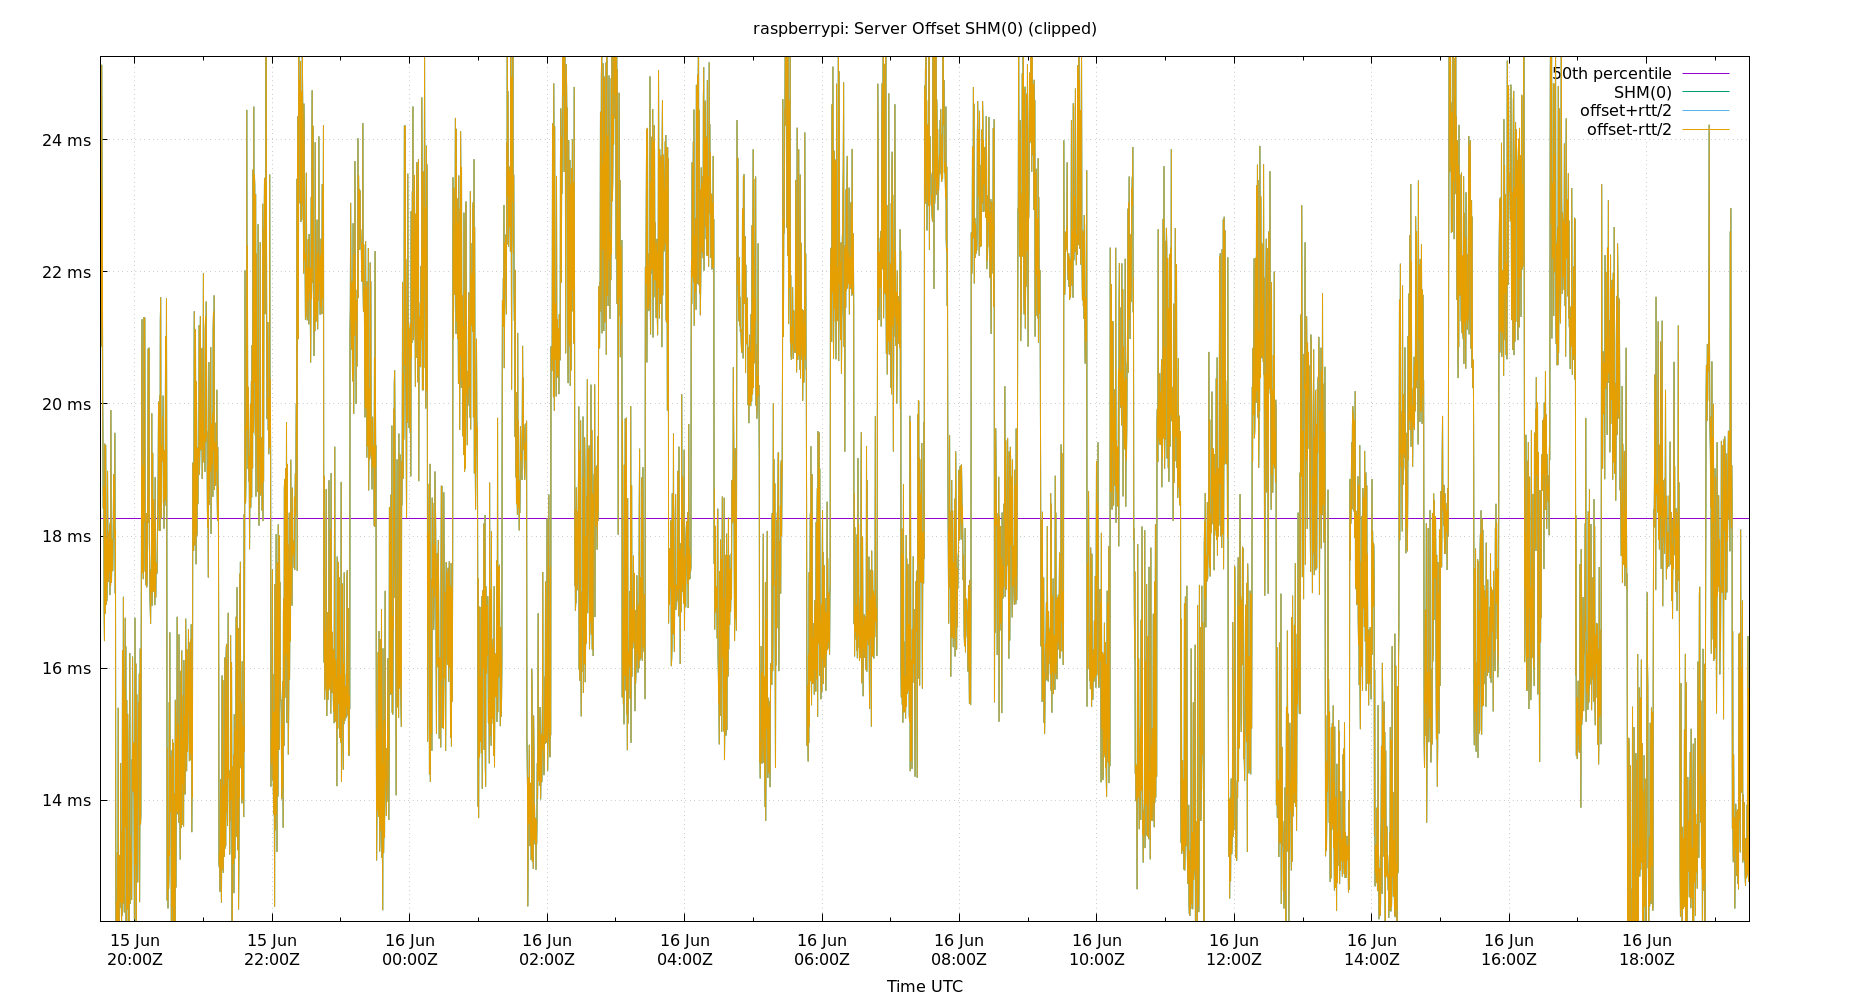 raspberrypi: Server Offset SHM(0) (clipped)
50th percentile
SHM(0)
offset+rtt/2
offset-rtt/2
24 ms
22 ms
20 ms
18 ms
16 ms
14 ms
15 Jun 15 Jun 16 Jun 16 Jun 16 Jun 16 Jun 16 Jun 16 Jun 16 Jun 16 Jun 16 Jun 16 Jun
20:00Z 22:00Z 00:00Z 02:00Z 04:00Z 06:00Z 08:00Z 10:00Z 12:00Z 14:00Z 16:00Z 18:00Z
Time UTC